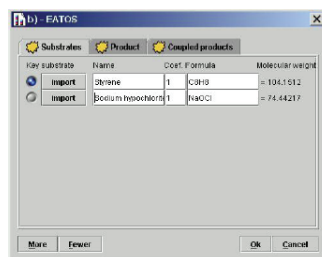 b) - EATOS
Substrates Product Coupled products
Key substrate Name Coef. Formula Molecular weight
Import Styrene 1 C8H8 = 104.1512
Import Sodium hypochlorit 1 NaOCl = 74.44217
More Fewer Ok Cancel